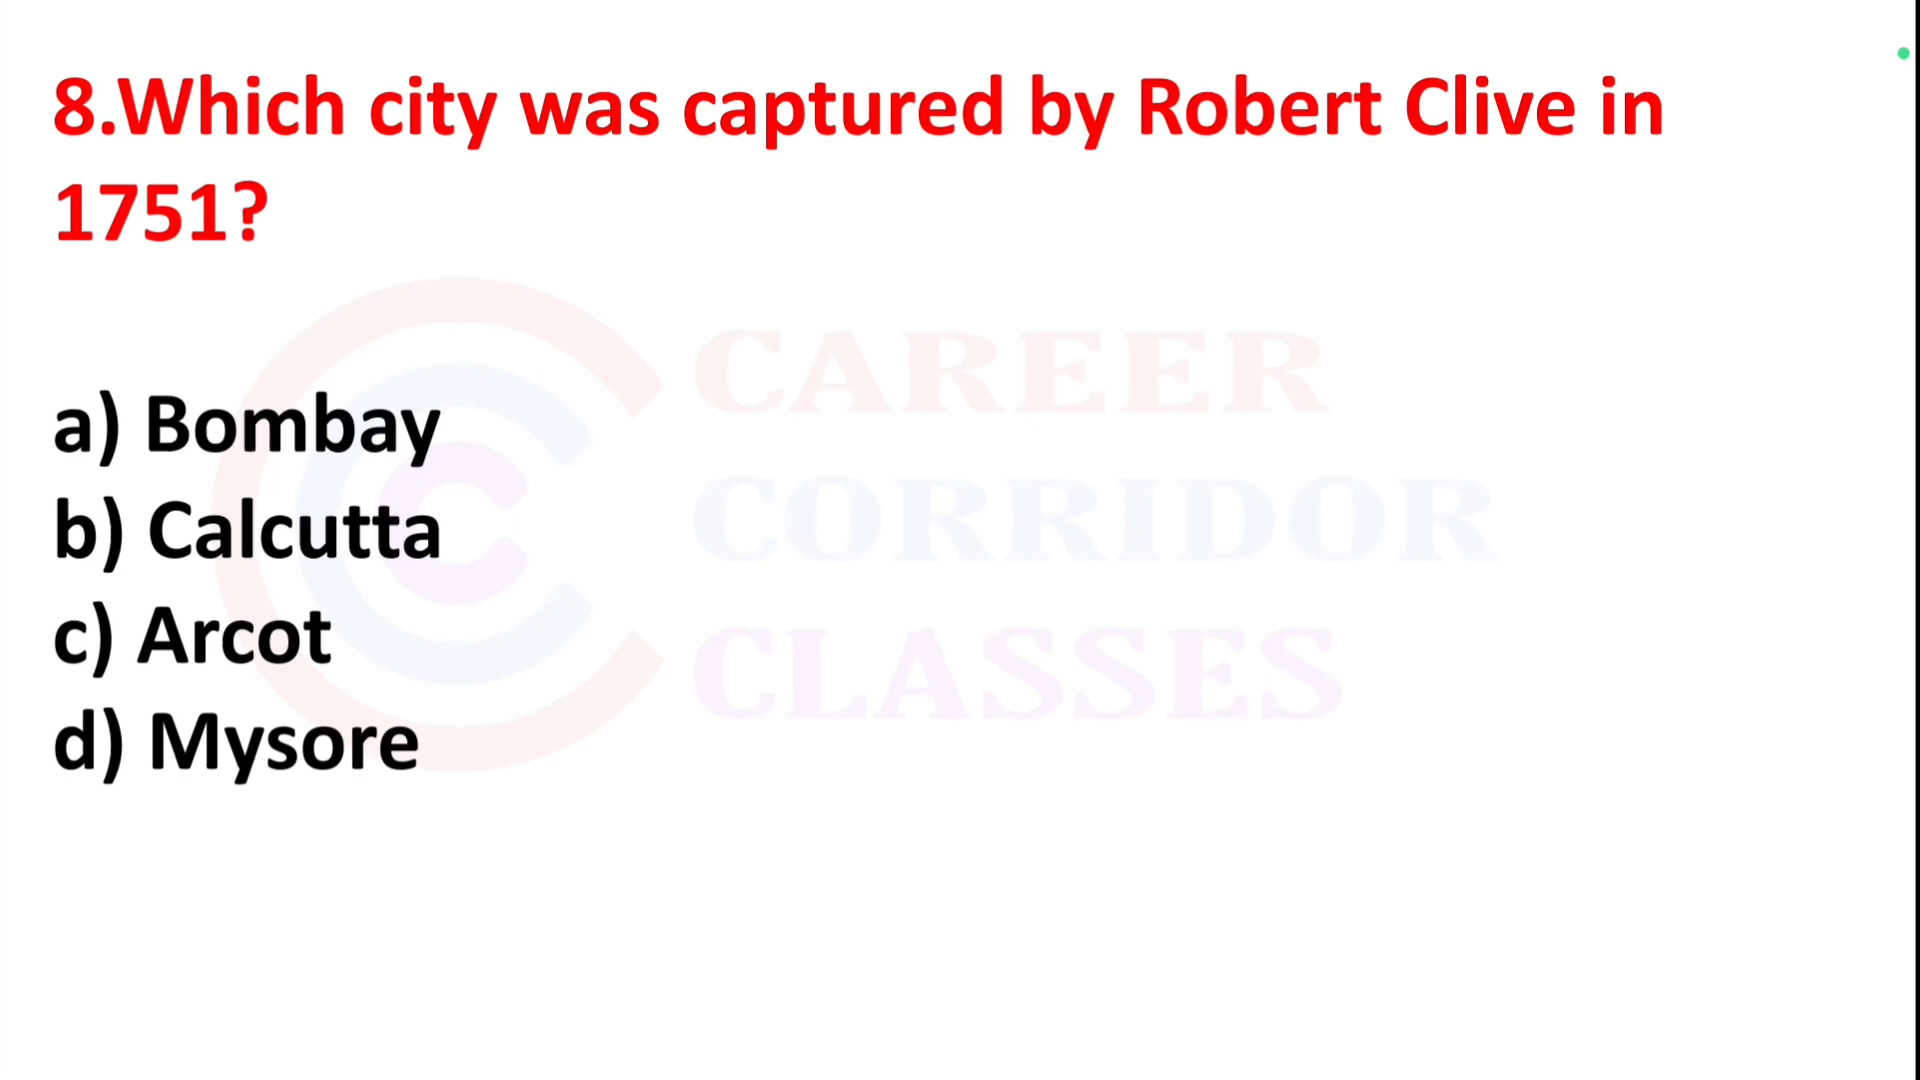 8.Which city was captured by Robert Clive in
1751?
CAREER
CORRIDOR
CLASSES
a) Bombay
b) Calcutta
c) Arcot
d) Mysore